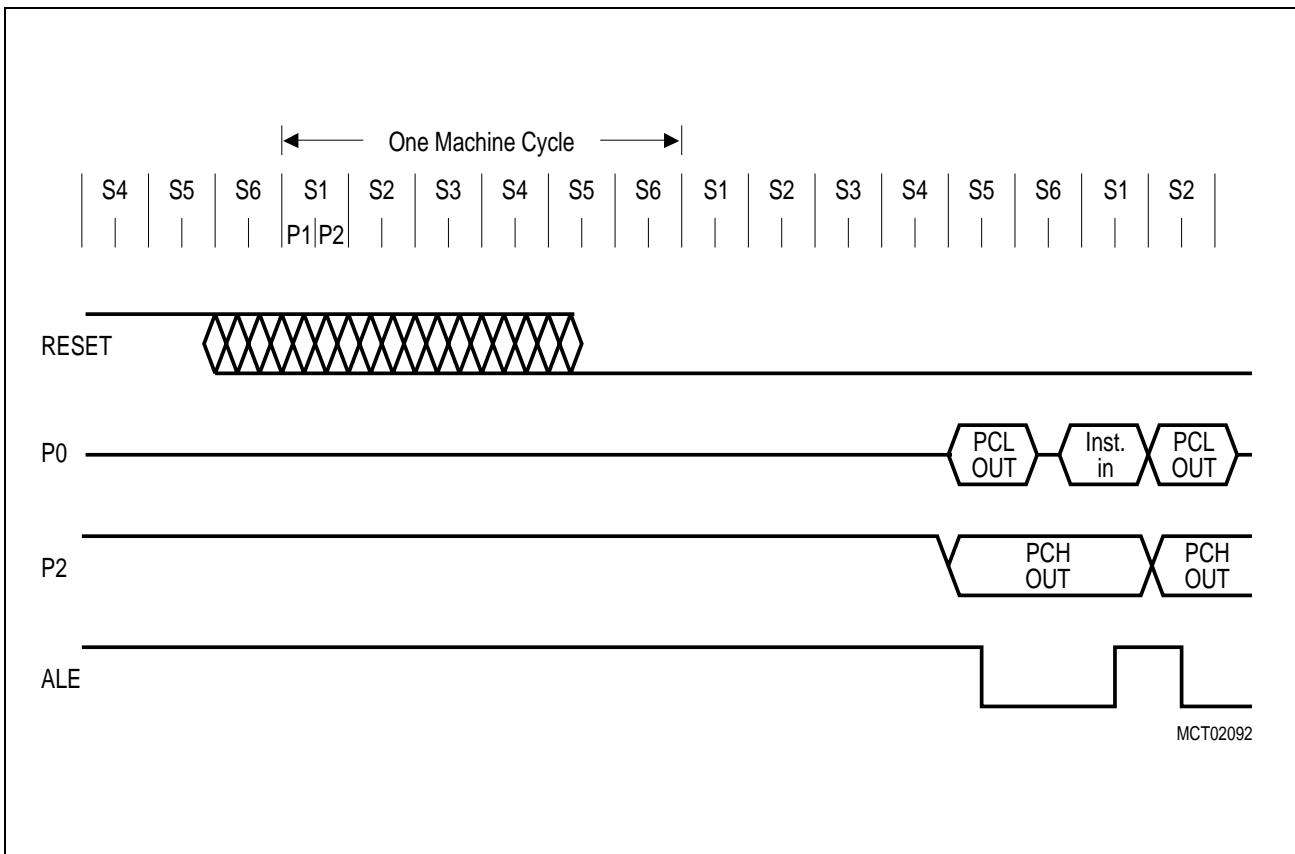 One Machine Cycle
S4 S5 S6 S1 S2 S3 S4 S5 S6 S1 S2 S3 S4 S5 S6 S1 S2
P1 P2
RESET
P0
PCL
OUT
Inst.
in
PCL
OUT
P2
PCH
OUT
PCH
OUT
ALE
MCT02092